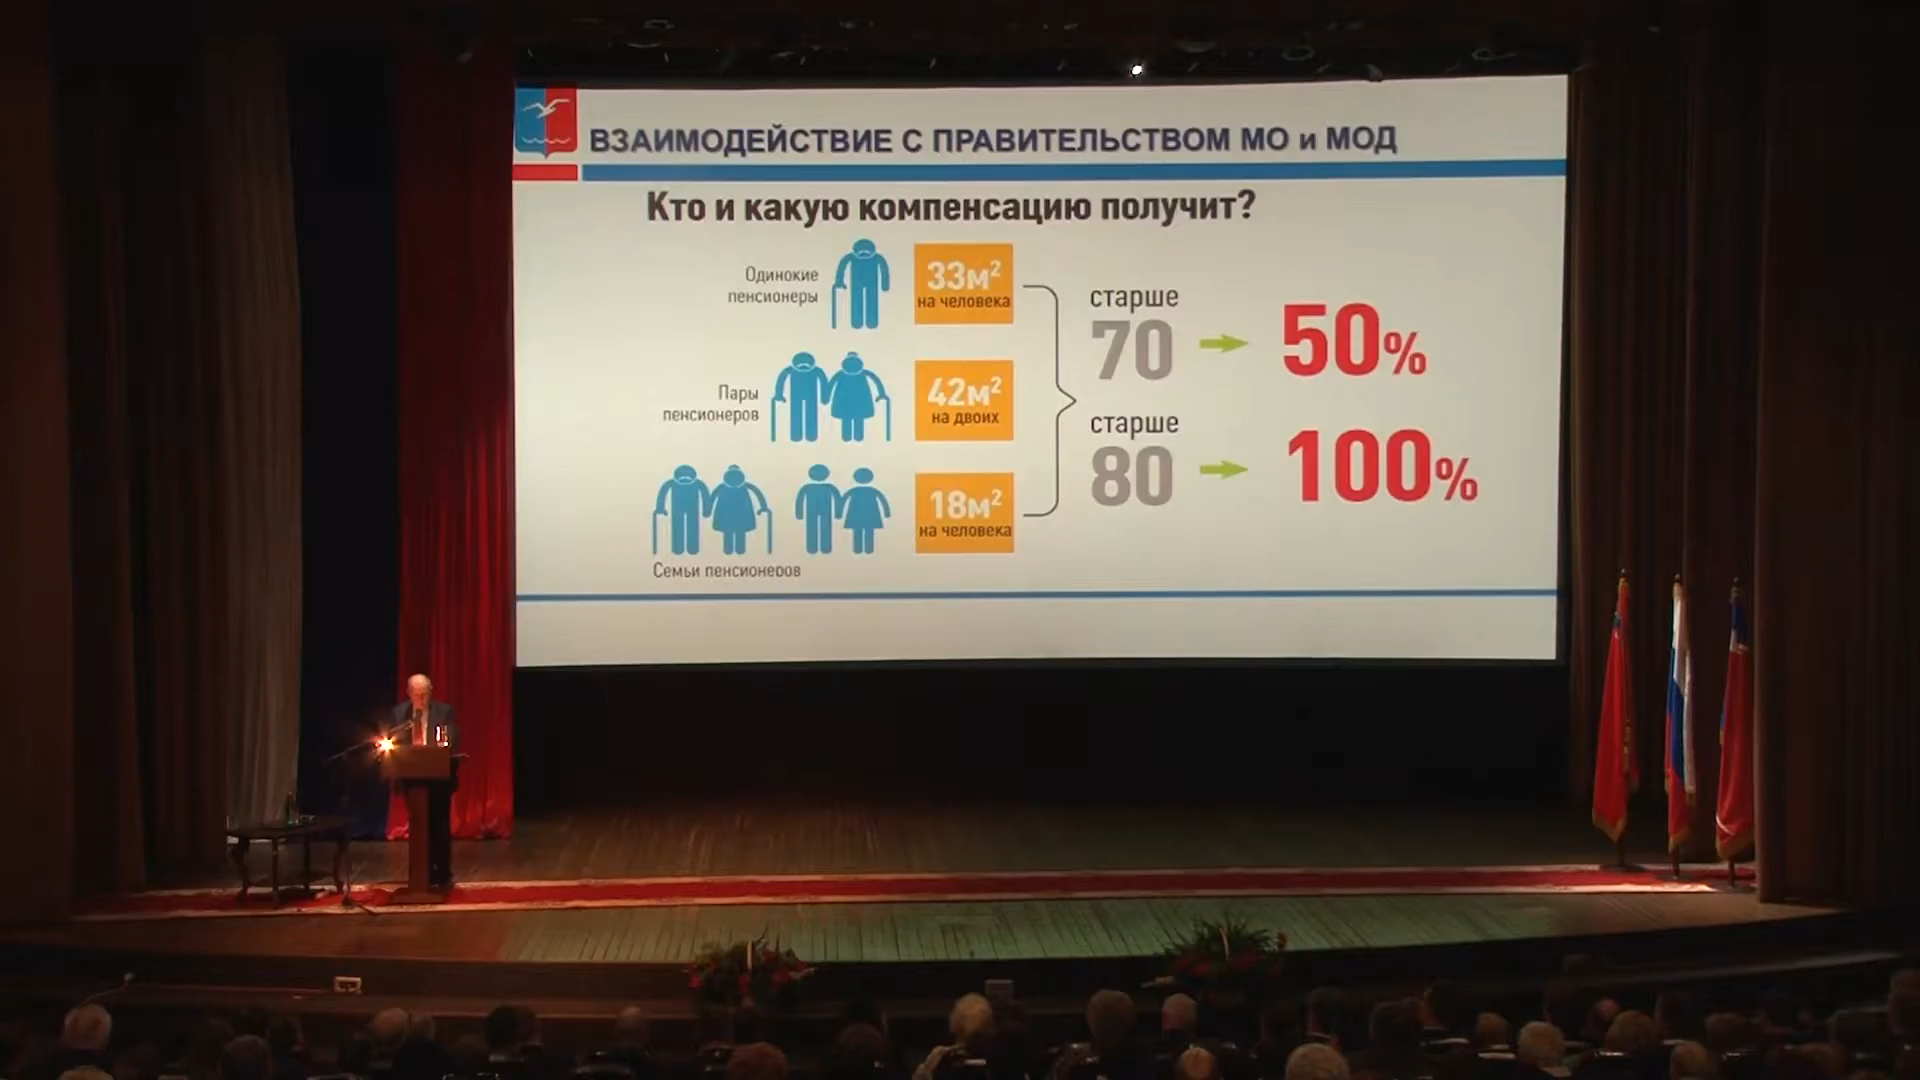 ВЗАИМОДЕЙСТВИЕ С ПРАВИТЕЛЬСТВОМ МО и МОД
Кто и какую компенсацию получит?
Одинокие
пенсионеры
33м²
на человека
Пары
пенсионеров
42м²
на двоих
Семьи пенсионеров
18м²
на человека
старше
70
50%
старше
80
100%